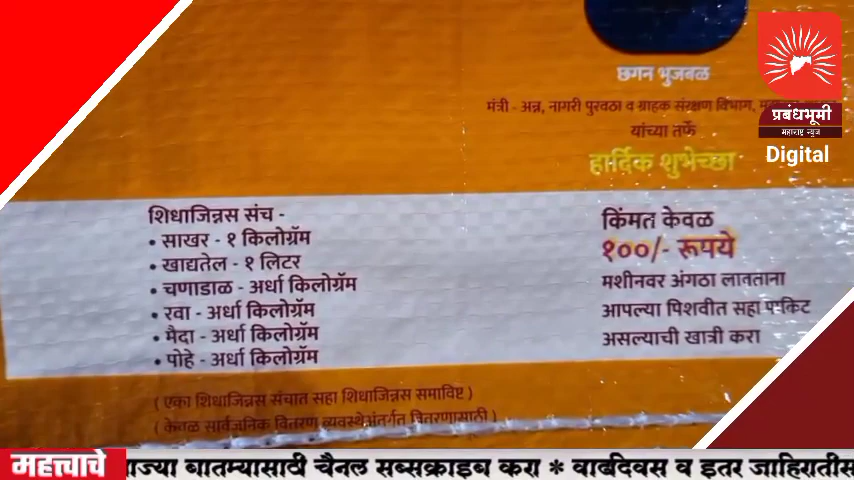 छगन भुजबळ
मंत्री - अन्न, नागरी पुरवठा व ग्राहक संरक्षण विभाग,
यांच्या तर्फे
हार्दिक शुभेच्छा
प्रबंधभूमी
महाराष्ट्र न्यूज
Digital
शिधाजिन्नस संच -
• साखर - १ किलोग्रॅम
• खाद्यतेल - १ लिटर
• चणाडाळ - अर्धा किलोग्रॅम
• रवा - अर्धा किलोग्रॅम
• मैदा - अर्धा किलोग्रॅम
• पोहे - अर्धा किलोग्रॅम
किंमत केवळ
१००/- रूपये
मशीनवर अंगठा लावताना
आपल्या पिशवीत सहा पाकिट
असल्याची खात्री करा
( एका शिधाजिन्नस संचात सहा शिधाजिन्नस समाविष्ट )
( केवळ सार्वजनिक वितरण व्यवस्थेअंतर्गत वितरणासाठी )
महत्त्वाचे
बातम्यासाठी चॅनल सब्सक्राइब करा * वाढदिवस व इतर